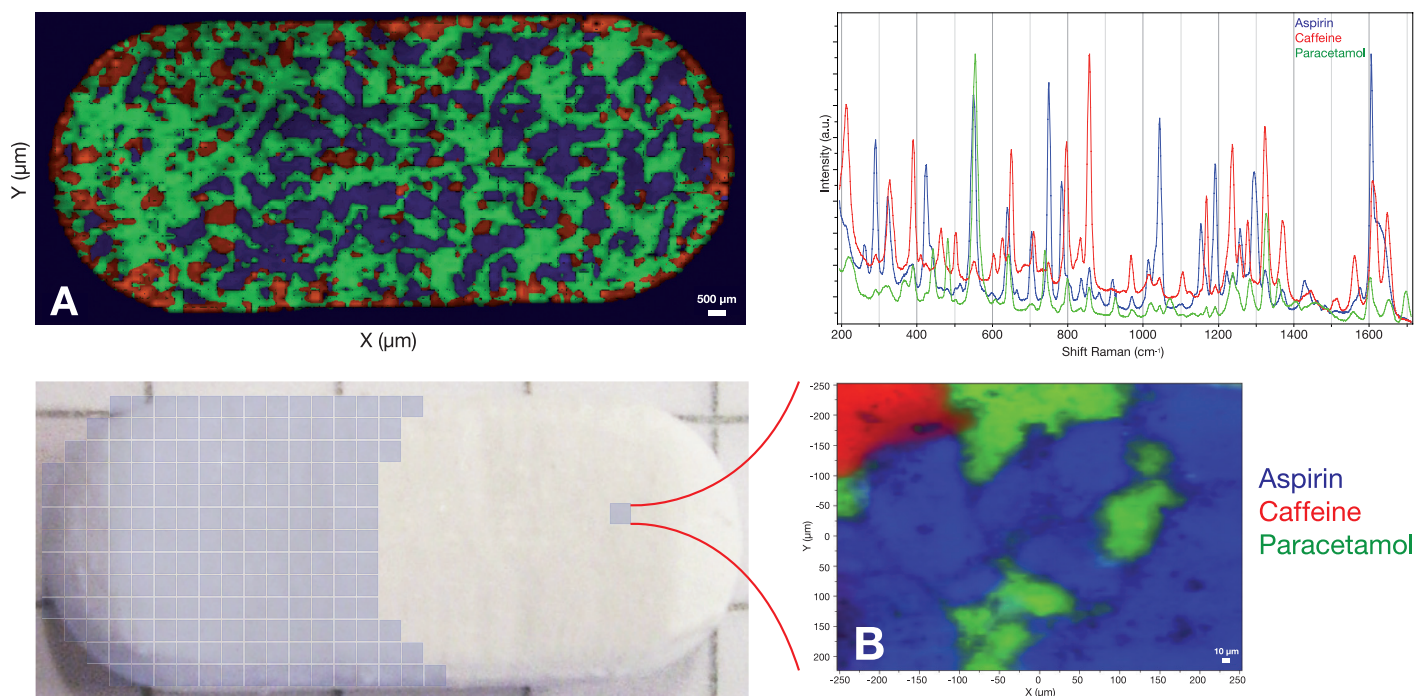 Y (µm)
A
500 µm
X (µm)
Intensity (a.u.)
Aspirin
Caffeine
Paracetamol
200 400 600 800 1000 1200 1400 1600
Shift Raman (cm⁻¹)
-250
-200
-150
-100
-50
0
50
100
150
200
Y (µm)
B
10 µm
-250 -200 -150 -100 -50 0 50 100 150 200 250
X (µm)
Aspirin
Caffeine
Paracetamol